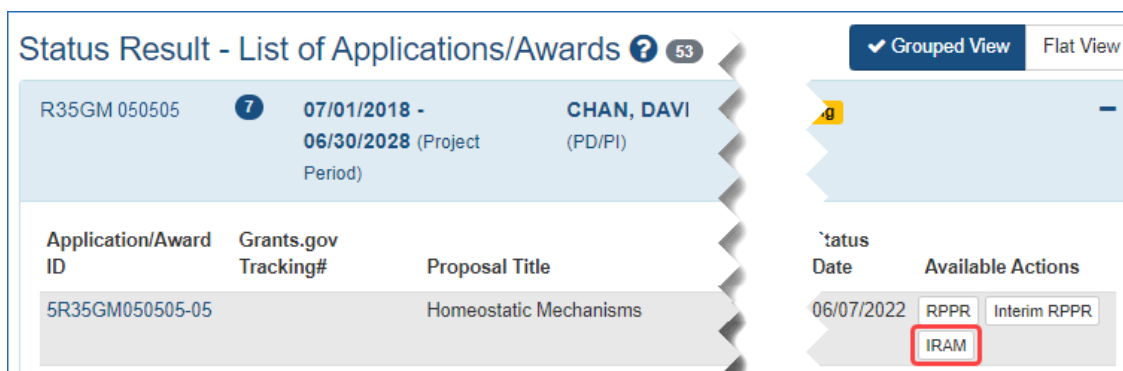 Status Result - List of Applications/Awards ? 53
Grouped View Flat View
R35GM 050505 7 07/01/2018 - CHAN, DAVI
06/30/2028 (Project (PD/PI)
Period)
Application/Award Grants.gov tatus
ID Tracking# Proposal Title Date Available Actions
5R35GM050505-05 Homeostatic Mechanisms 06/07/2022 RPPR Interim RPPR
IRAM